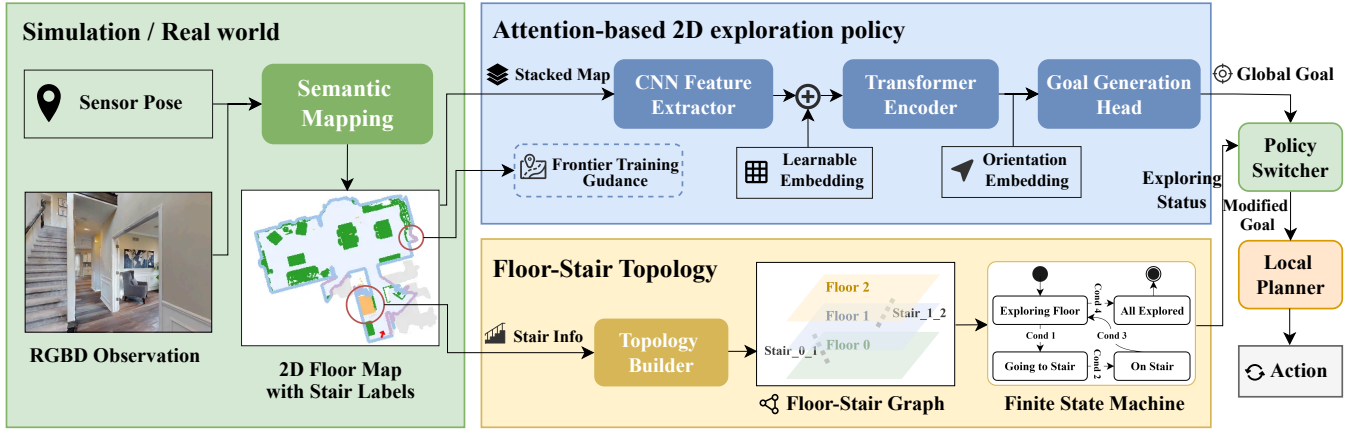 Simulation / Real world
Sensor Pose
Semantic
Mapping
RGBD Observation
2D Floor Map
with Stair Labels
Attention-based 2D exploration policy
Stacked Map
CNN Feature
Extractor
Transformer
Encoder
Goal Generation
Head
Frontier Training
Gudance
Learnable
Embedding
Orientation
Embedding
Global Goal
Policy
Switcher
Exploring
Status
Modified
Goal
Local
Planner
Action
Floor-Stair Topology
Stair Info
Topology
Builder
Floor 2
Floor 1
Floor 0
Stair_1_2
Stair_0_1
Floor-Stair Graph
Exploring Floor
Cond 4
All Explored
Cond 1
Cond 3
Going to Stair
Cond 2
On Stair
Finite State Machine